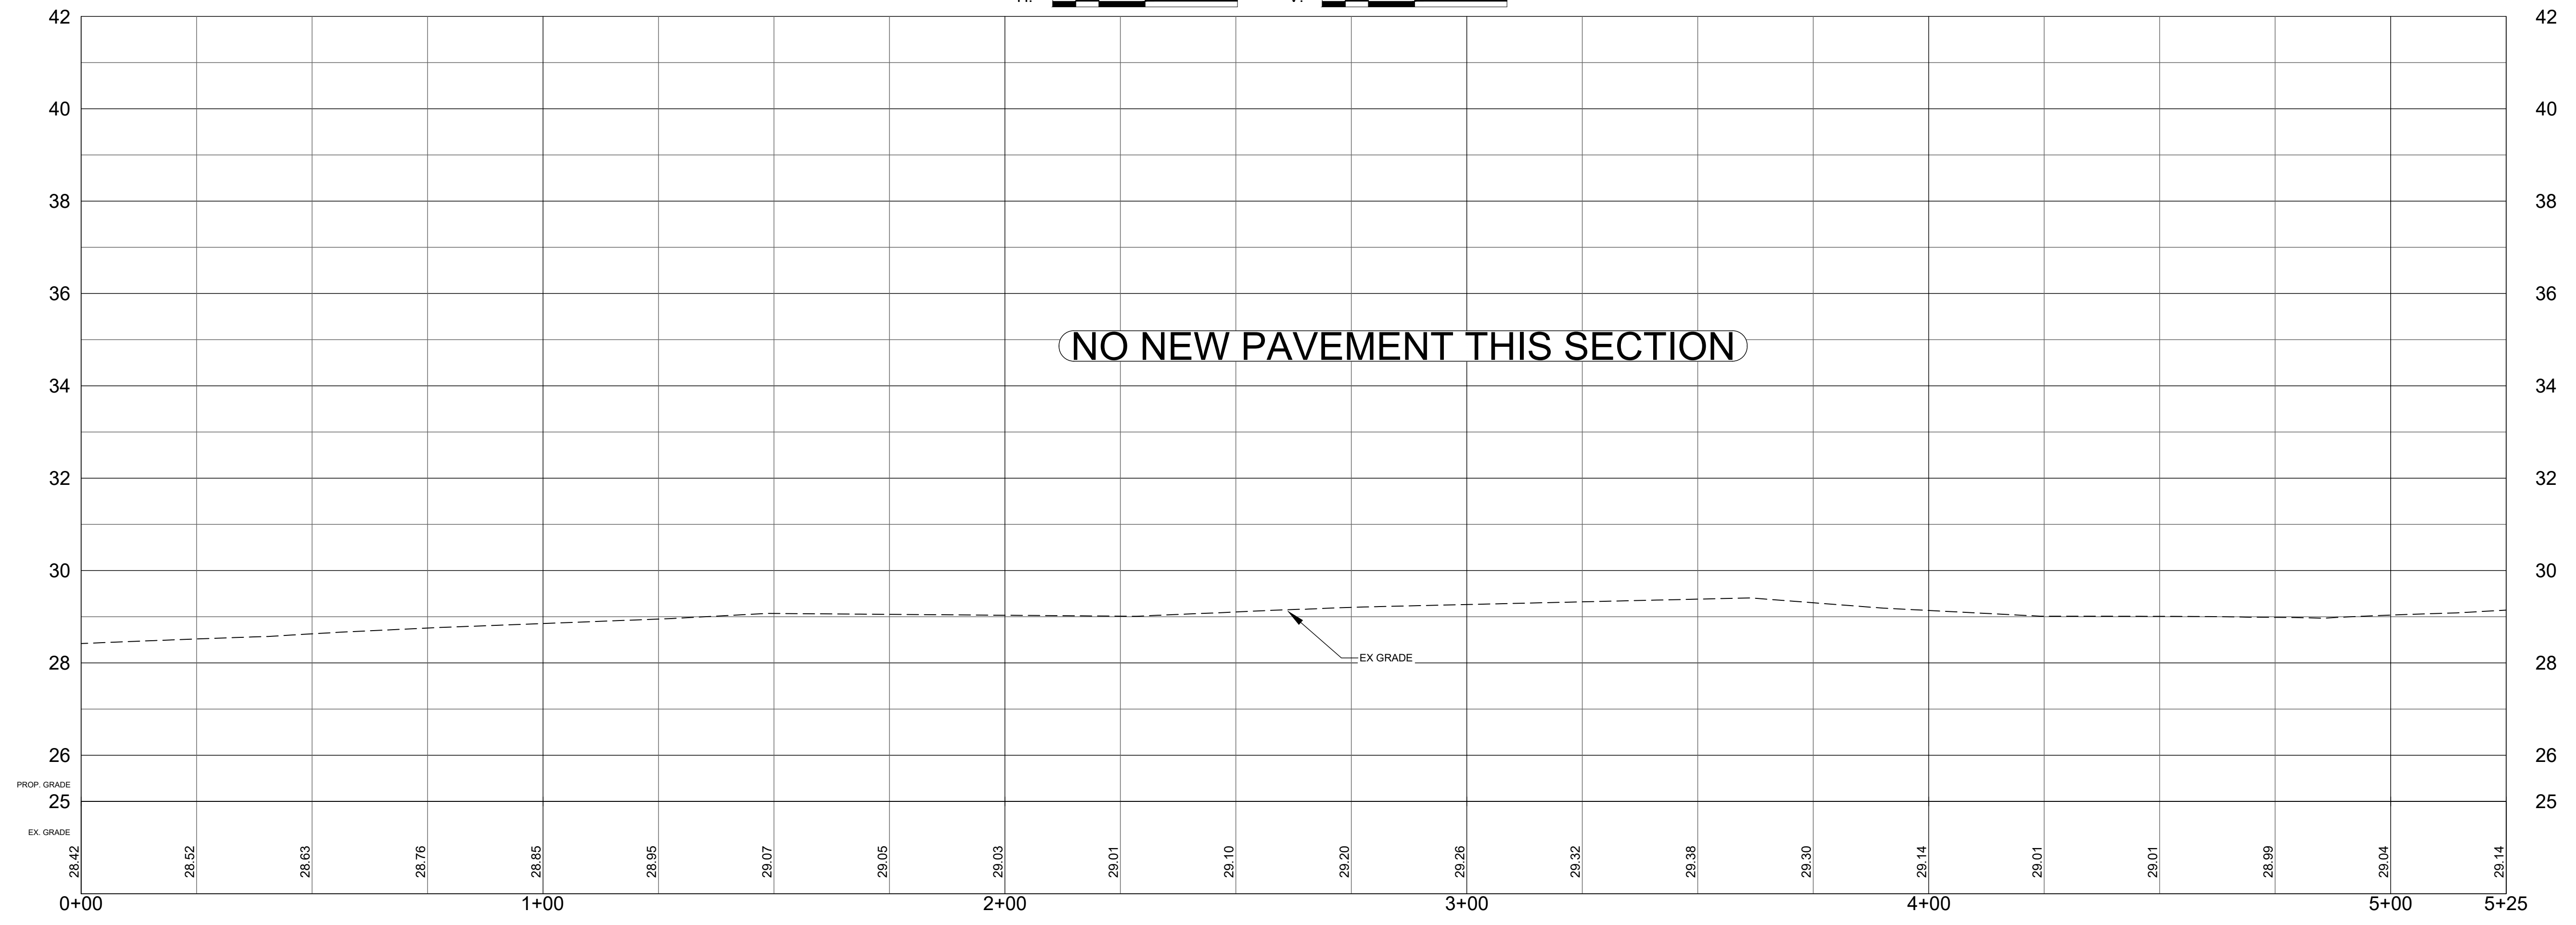 42 42
40 40
38 38
36 36
NO NEW PAVEMENT THIS SECTION
34 34
32 32
30 30
EX GRADE
28 28
26 26
PROP. GRADE
25 25
EX. GRADE
28.42 28.52 28.63 28.76 28.85 28.95 29.07 29.05 29.03 29.01 29.10 29.20 29.26 29.32 29.38 29.30 29.14 29.01 29.01 28.99 29.04 29.14
0+00 1+00 2+00 3+00 4+00 5+00 5+25